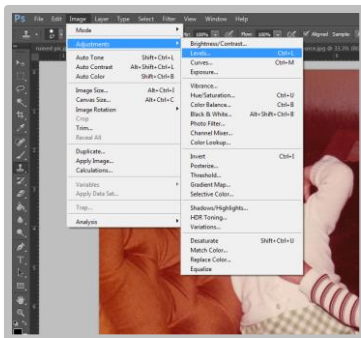 Ps File Edit Image Layer Type Select Filter View Window Help
Mode
Adjustments
Auto Tone Shift+Ctrl+L
Auto Contrast Alt+Shift+Ctrl+L
Auto Color Shift+Ctrl+B
Image Size... Alt+Ctrl+I
Canvas Size... Alt+Ctrl+C
Image Rotation
Crop
Trim...
Reveal All
Duplicate...
Apply Image...
Calculations...
Variables
Apply Data Set...
Trap...
Analysis
100% Flow: 100% Aligned Sample:
Brightness/Contrast...
Levels... Ctrl+L
Curves... Ctrl+M
Exposure...
Vibrance...
Hue/Saturation... Ctrl+U
Color Balance... Ctrl+B
Black & White... Alt+Shift+Ctrl+B
Photo Filter...
Channel Mixer...
Color Lookup...
Invert Ctrl+I
Posterize...
Threshold...
Gradient Map...
Selective Color...
Shadows/Highlights...
HDR Toning...
Variations...
Desaturate Shift+Ctrl+U
Match Color...
Replace Color...
Equalize